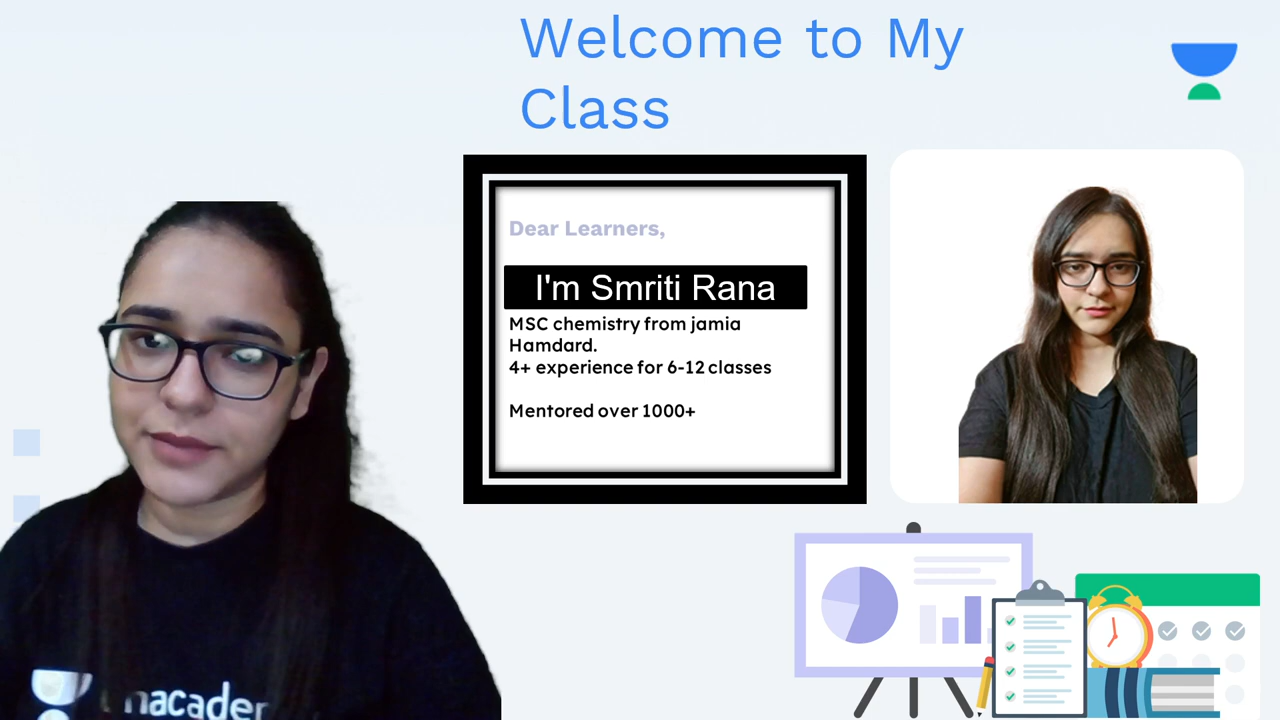 Welcome to My
Class
Dear Learners,
I'm Smriti Rana
MSC chemistry from jamia
Hamdard.
4+ experience for 6-12 classes
Mentored over 1000+
nacader